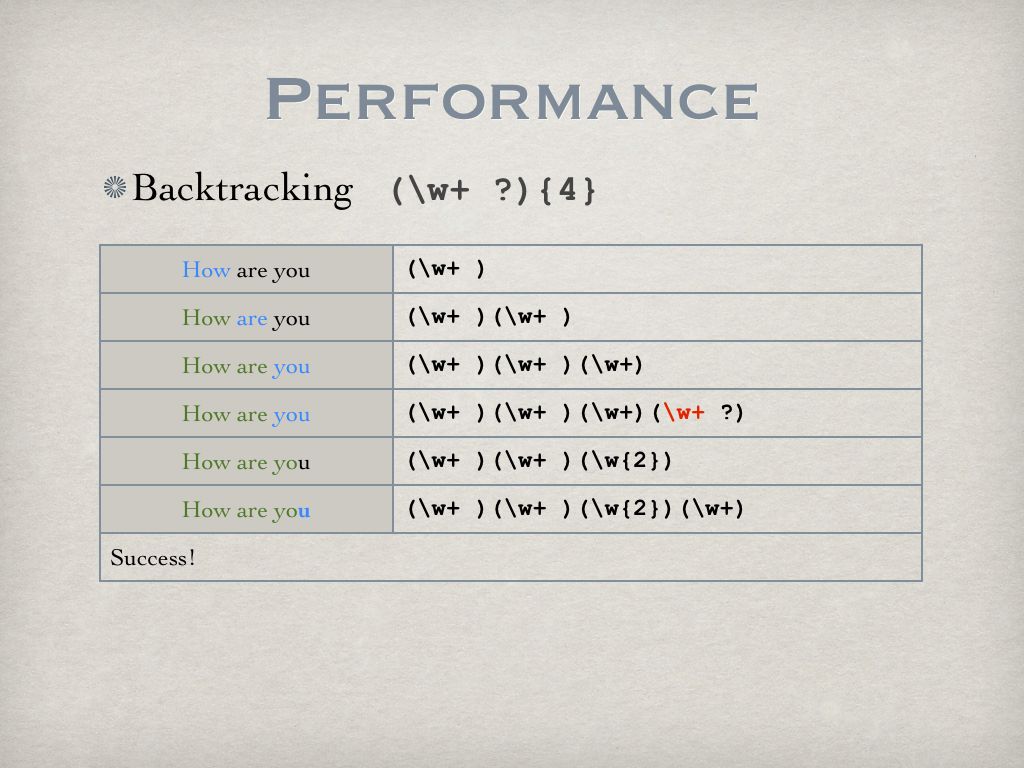 PERFORMANCE
Backtracking (\w+ ?){4}
How are you (\w+ )
How are you (\w+ )(\w+ )
How are you (\w+ )(\w+ )(\w+)
How are you (\w+ )(\w+ )(\w+)(\w+ ?)
How are you (\w+ )(\w+ )(\w{2})
How are you (\w+ )(\w+ )(\w{2})(\w+)
Success!